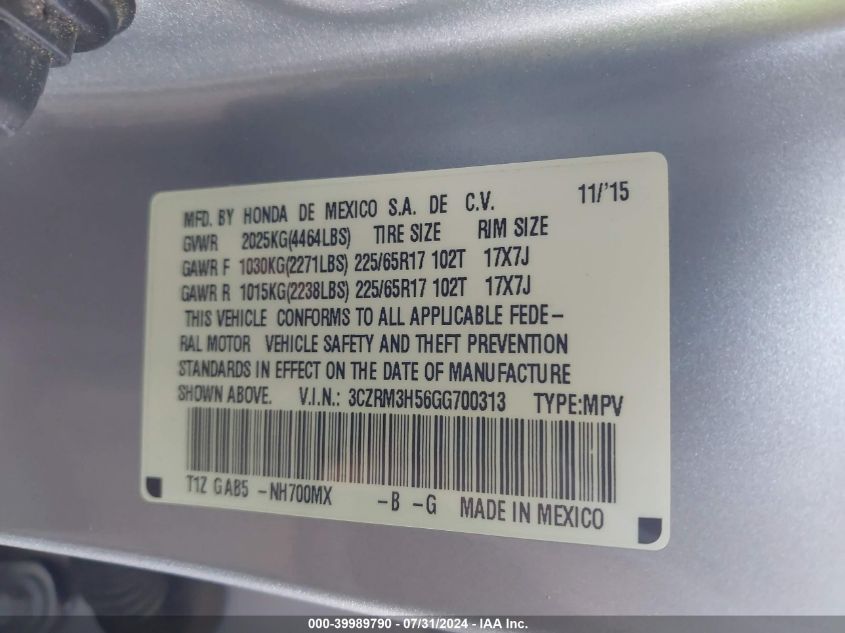 MFD. BY HONDA DE MEXICO S.A. DE C.V. 11/'15
GVWR 2025KG(4464LBS) TIRE SIZE RIM SIZE
GAWR F 1030KG(2271LBS) 225/65R17 102T 17X7J
GAWR R 1015KG(2238LBS) 225/65R17 102T 17X7J
THIS VEHICLE CONFORMS TO ALL APPLICABLE FEDE-
RAL MOTOR VEHICLE SAFETY AND THEFT PREVENTION
STANDARDS IN EFFECT ON THE DATE OF MANUFACTURE
SHOWN ABOVE. V.I.N.: 3CZRM3H56GG700313 TYPE:MPV
T1Z GAB5 -NH700MX -B -G MADE IN MEXICO
000-39989790 - 07/31/2024 - IAA Inc.